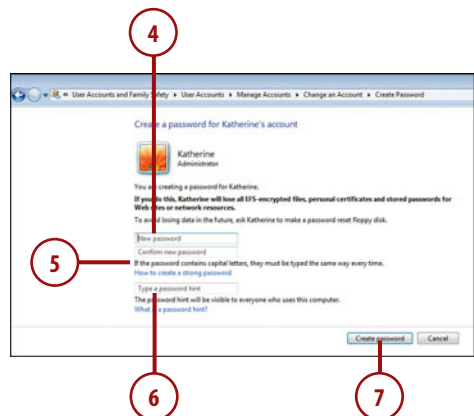 4
« User Accounts and Family Safety ▸ User Accounts ▸ Manage Accounts ▸ Change an Account ▸ Create Password
Create a password for Katherine's account
Katherine
Administrator
You are creating a password for Katherine.
If you do this, Katherine will lose all EFS-encrypted files, personal certificates and stored passwords for
Web sites or network resources.
To avoid losing data in the future, ask Katherine to make a password reset floppy disk.
New password
Confirm new password
5
If the password contains capital letters, they must be typed the same way every time.
How to create a strong password
Type a password hint
The password hint will be visible to everyone who uses this computer.
What is a password hint?
Create password
Cancel
6
7